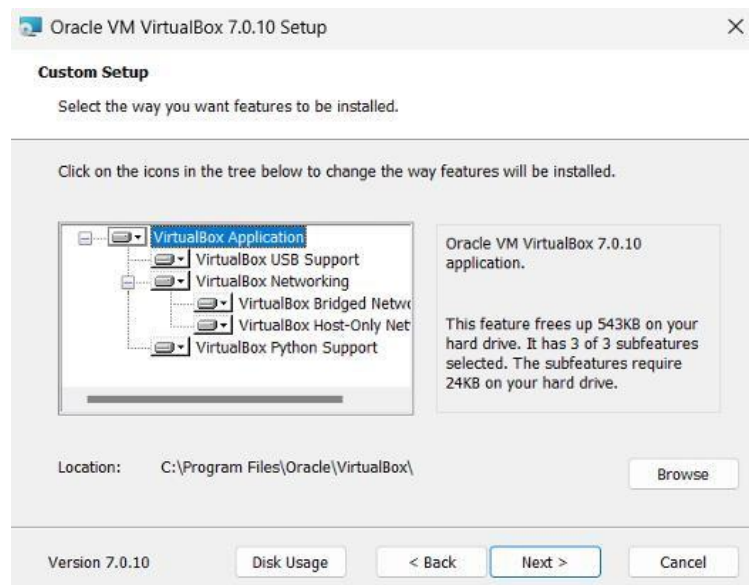 Oracle VM VirtualBox 7.0.10 Setup
Custom Setup
Select the way you want features to be installed.
Click on the icons in the tree below to change the way features will be installed.
VirtualBox Application
VirtualBox USB Support
VirtualBox Networking
VirtualBox Bridged Netwo
VirtualBox Host-Only Net
VirtualBox Python Support
Oracle VM VirtualBox 7.0.10
application.
This feature frees up 543KB on your
hard drive. It has 3 of 3 subfeatures
selected. The subfeatures require
24KB on your hard drive.
Location: C:\Program Files\Oracle\VirtualBox\
Browse
Version 7.0.10
Disk Usage
< Back
Next >
Cancel